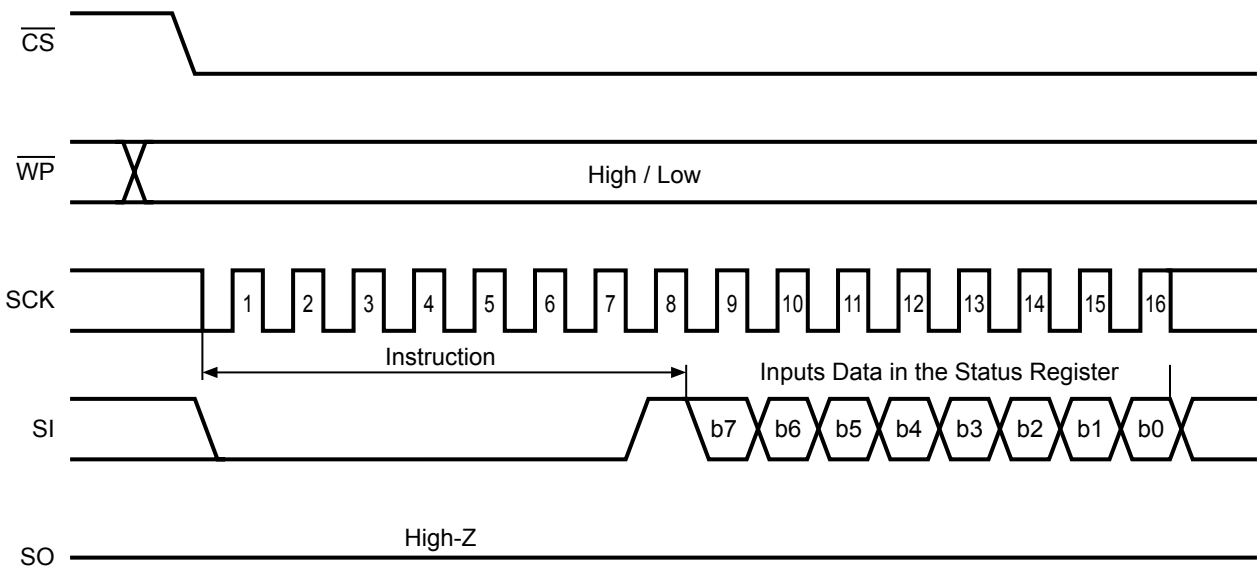 CS
WP
High / Low
SCK
1 2 3 4 5 6 7 8 9 10 11 12 13 14 15 16
Instruction
Inputs Data in the Status Register
SI
b7 b6 b5 b4 b3 b2 b1 b0
High-Z
SO